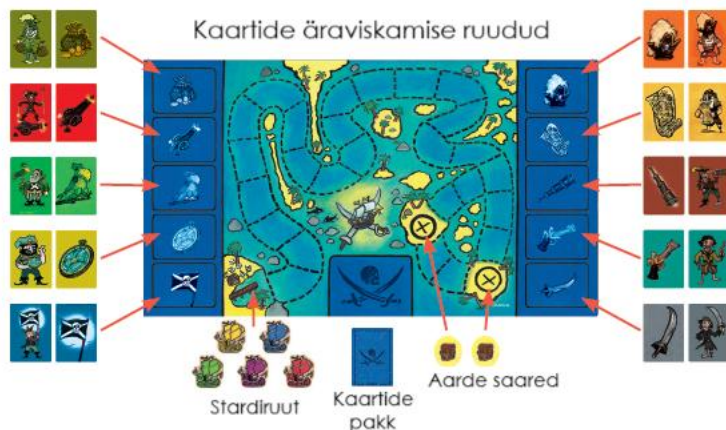 Kaartide äraviskamise ruudud
Stardiruut
Kaartide
pakk
Aarde saared